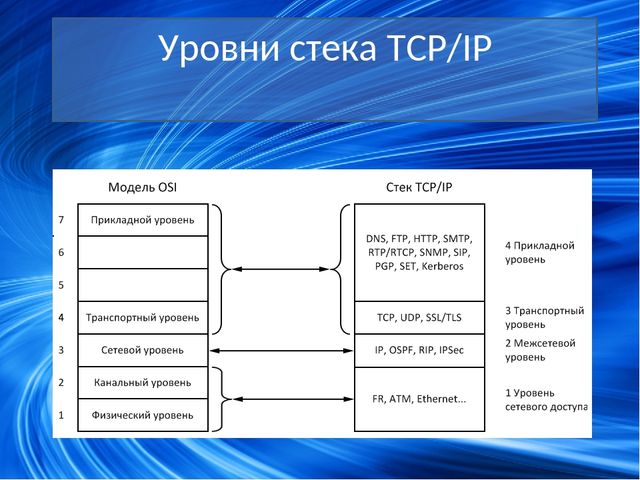 Уровни стека TCP/IP
Модель OSI
Стек TCP/IP
7 Прикладной уровень
6
5
4 Транспортный уровень
3 Сетевой уровень
2 Канальный уровень
1 Физический уровень
DNS, FTP, HTTP, SMTP,
RTP/RTCP, SNMP, SIP,
PGP, SET, Kerberos
4 Прикладной
уровень
TCP, UDP, SSL/TLS
3 Транспортный
уровень
IP, OSPF, RIP, IPSec
2 Межсетевой
уровень
FR, ATM, Ethernet...
1 Уровень
сетевого доступа